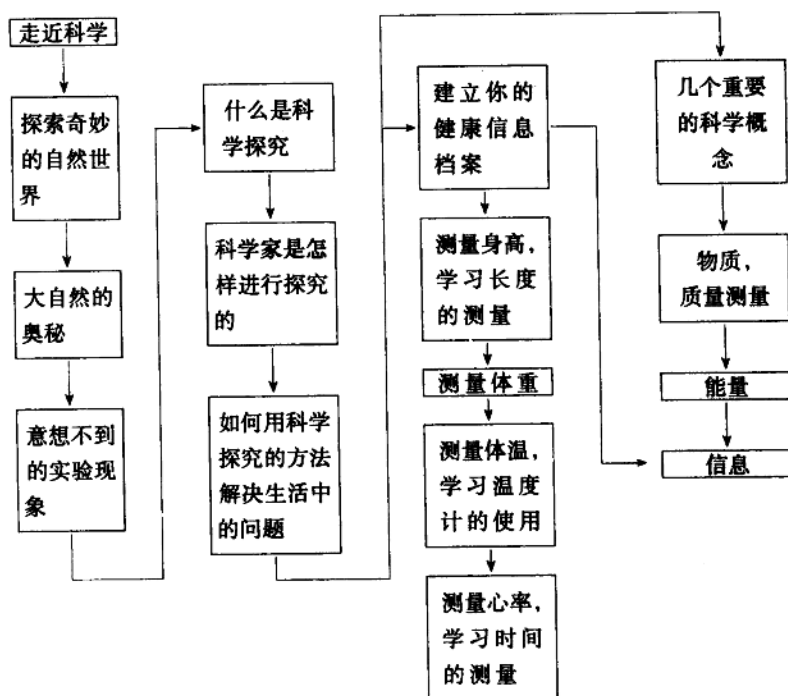 走近科学
探索奇妙
的自然世
界
大自然的
奥秘
意想不到
的实验现
象
什么是科
学探究
科学家是怎
样进行探究
的
如何用科学
探究的方法
解决生活中
的问题
建立你的
健康信息
档案
测量身高，
学习长度
的测量
测量体重
测量体温，
学习温度
计的使用
测量心率，
学习时间
的测量
几个重要
的科学概
念
物质，
质量测量
能量
信息